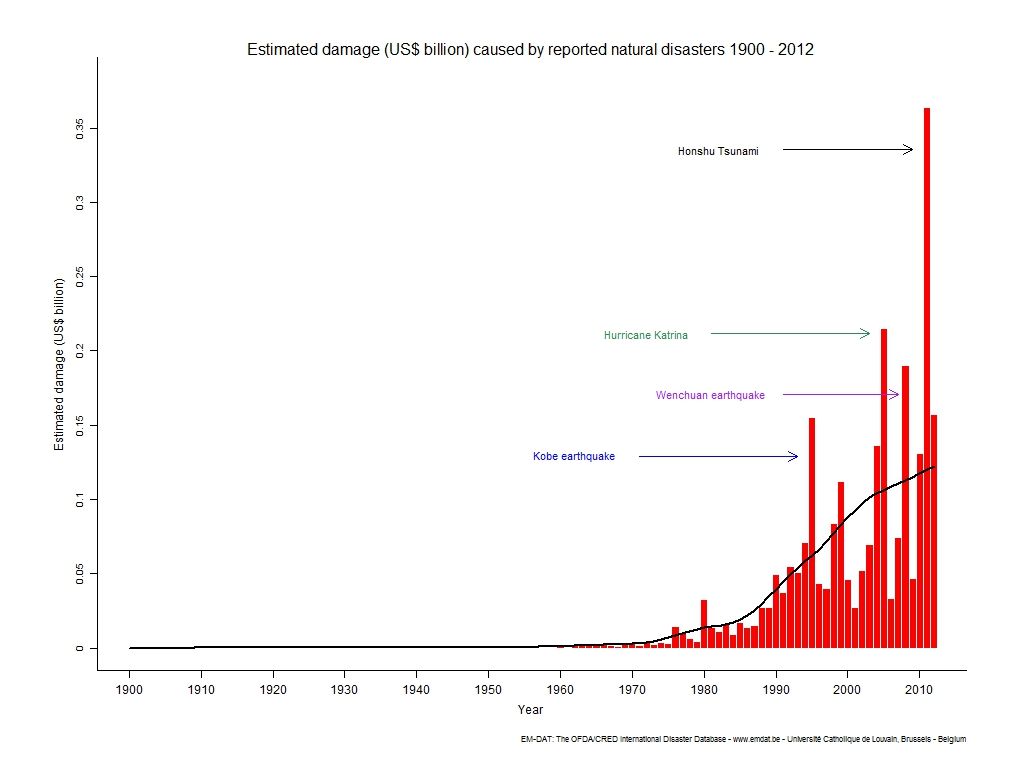 Estimated damage (US$ billion) caused by reported natural disasters 1900 - 2012
Estimated damage (US$ billion)
0.35
0.3
0.25
0.2
0.15
0.1
0.05
0
Honshu Tsunami
Hurricane Katrina
Wenchuan earthquake
Kobe earthquake
1900 1910 1920 1930 1940 1950 1960 1970 1980 1990 2000 2010
Year
EM-DAT: The OFDA/CRED International Disaster Database - www.emdat.be - Université Catholique de Louvain, Brussels - Belgium